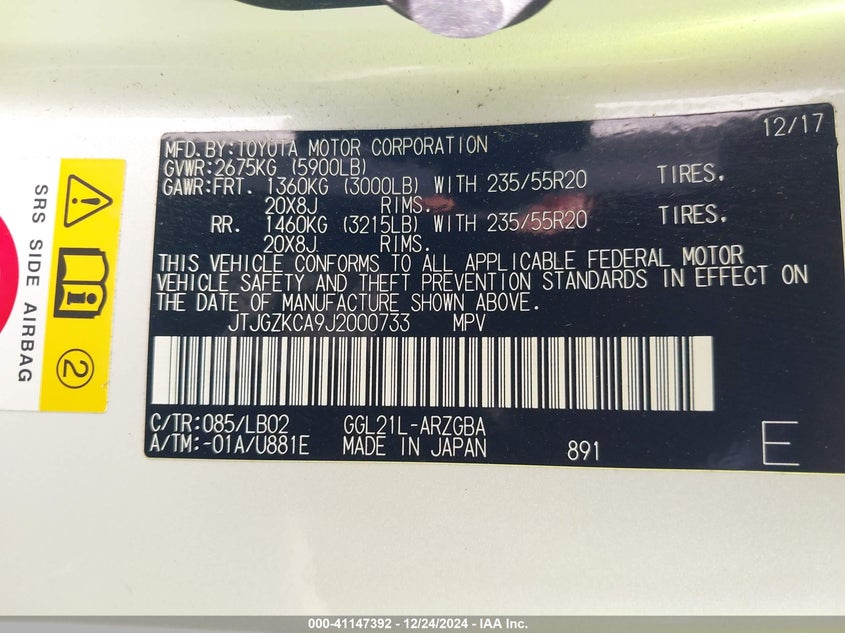 12/17
MFD. BY:TOYOTA MOTOR CORPORATION
GVWR:2675KG (5900LB)
GAWR:FRT. 1360KG (3000LB) WITH 235/55R20 TIRES.
20X8J RIMS.
RR. 1460KG (3215LB) WITH 235/55R20 TIRES.
20X8J RIMS.
THIS VEHICLE CONFORMS TO ALL APPLICABLE FEDERAL MOTOR
VEHICLE SAFETY AND THEFT PREVENTION STANDARDS IN EFFECT ON
THE DATE OF MANUFACTURE SHOWN ABOVE.
JTJGZKCA9J2000733 MPV
C/TR:085/LB02 GGL21L-ARZGBA
A/TM:-01A/U881E MADE IN JAPAN 891 E
SRS SIDE AIRBAG
2
000-41147392 - 12/24/2024 - IAA Inc.